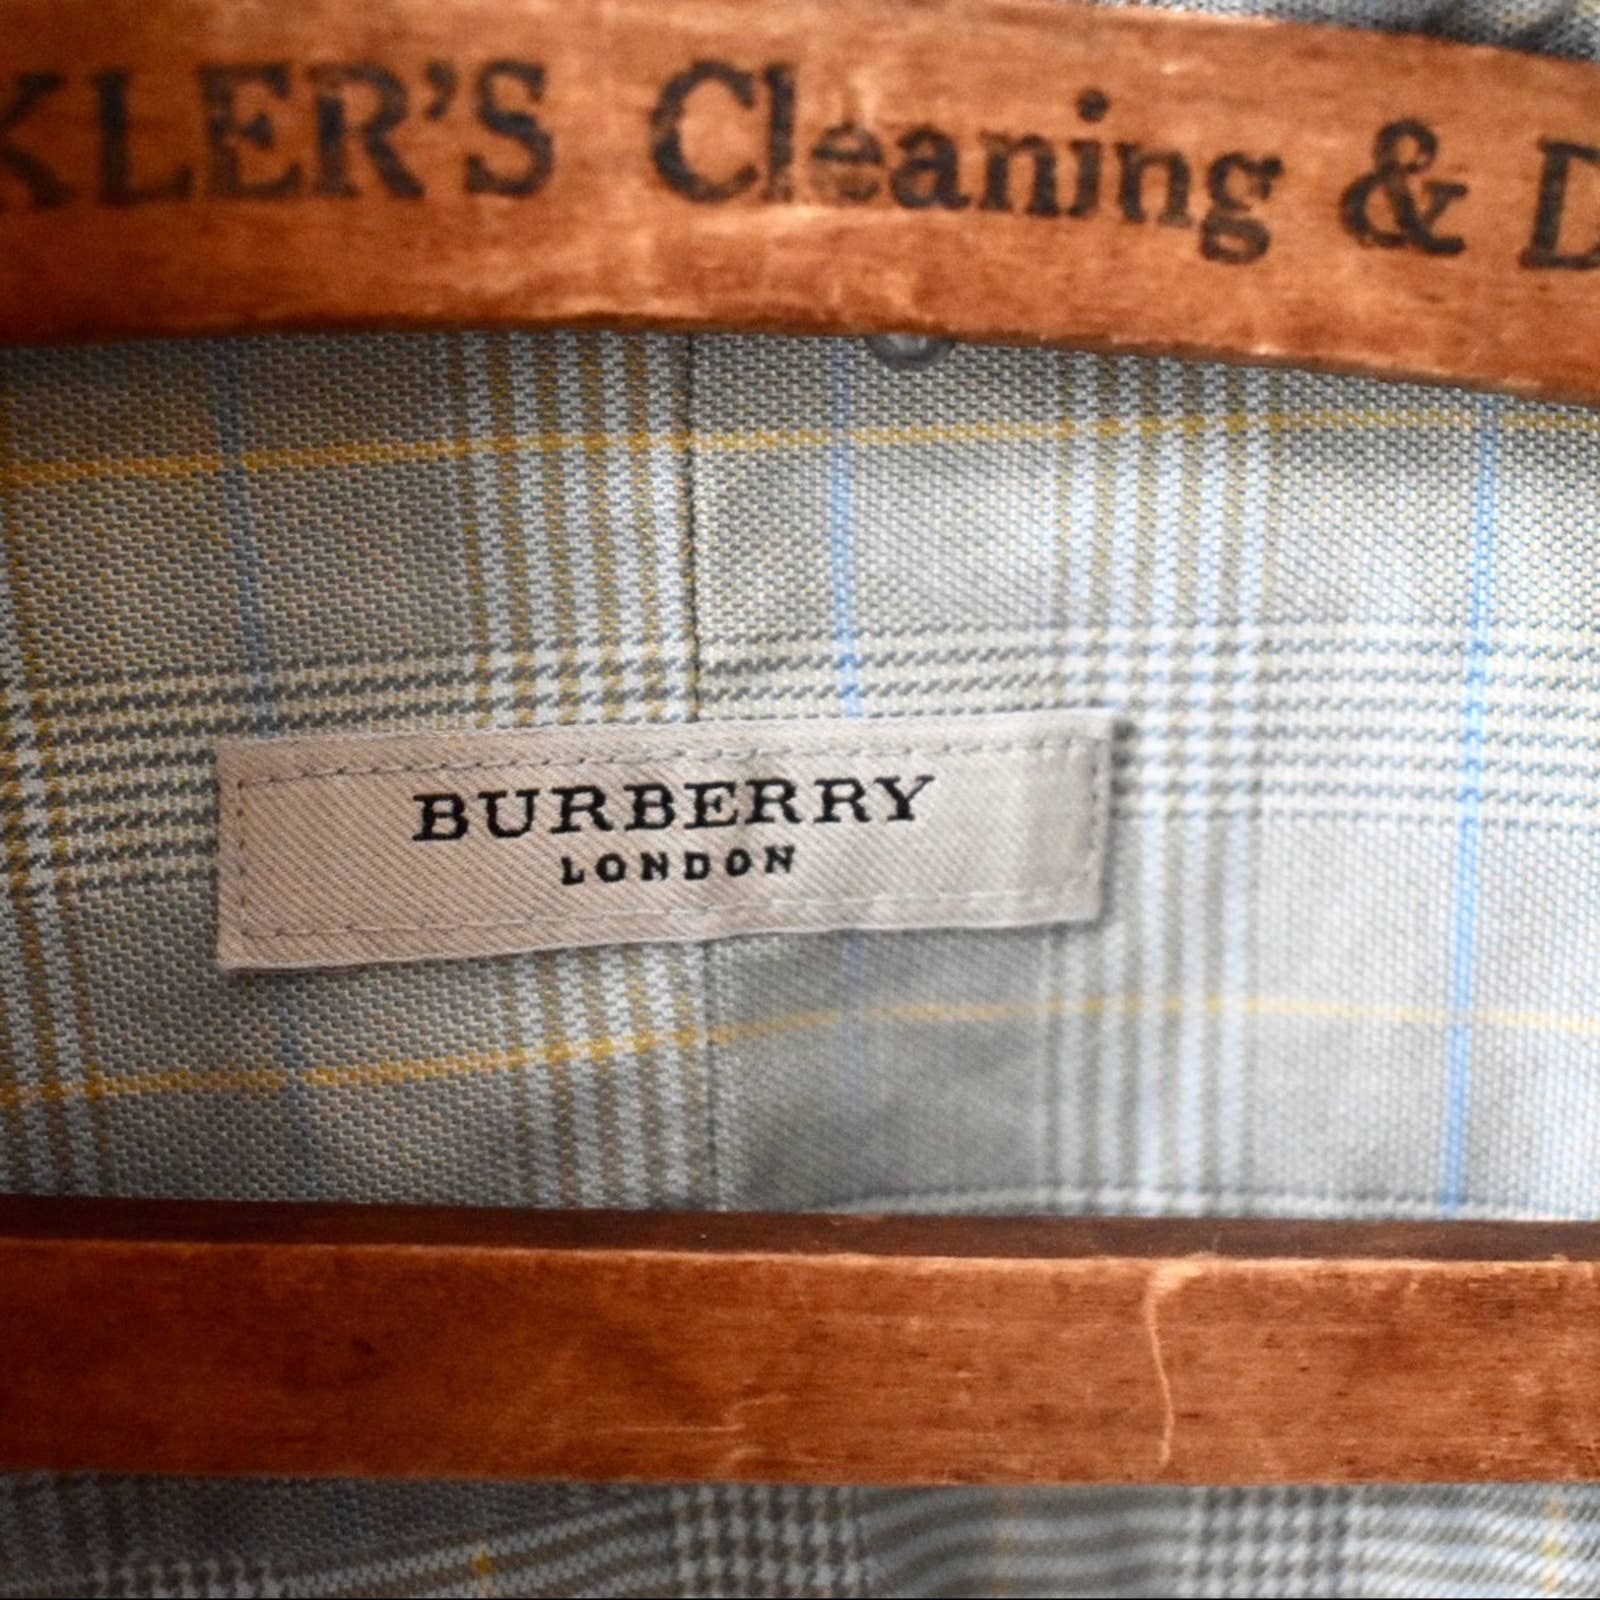 KLER'S Cleaning & D
BURBERRY
LONDON